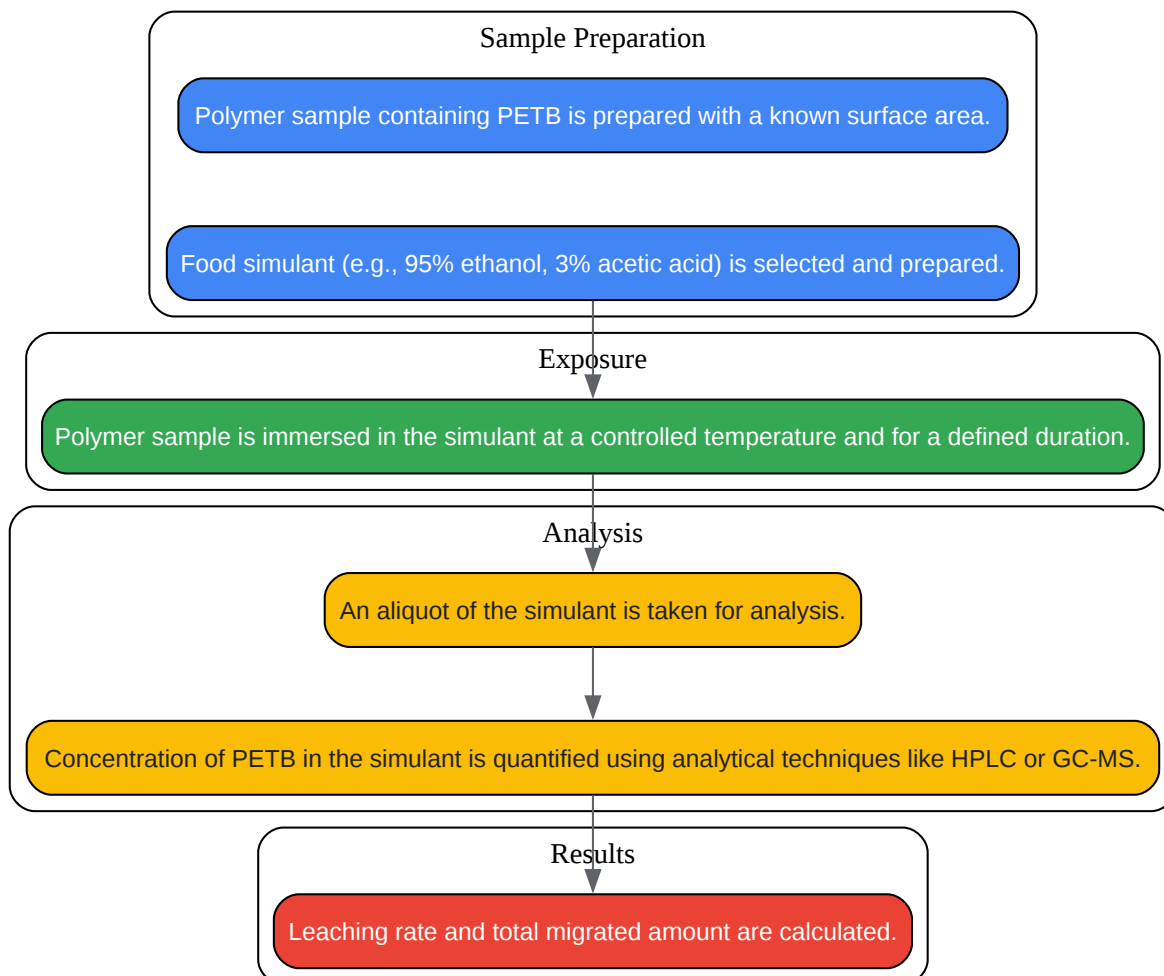 Sample Preparation
Polymer sample containing PETB is prepared with a known surface area.
Food simulant (e.g., 95% ethanol, 3% acetic acid) is selected and prepared.
Exposure
Polymer sample is immersed in the simulant at a controlled temperature and for a defined duration.
Analysis
An aliquot of the simulant is taken for analysis.
Concentration of PETB in the simulant is quantified using analytical techniques like HPLC or GC-MS.
Results
Leaching rate and total migrated amount are calculated.